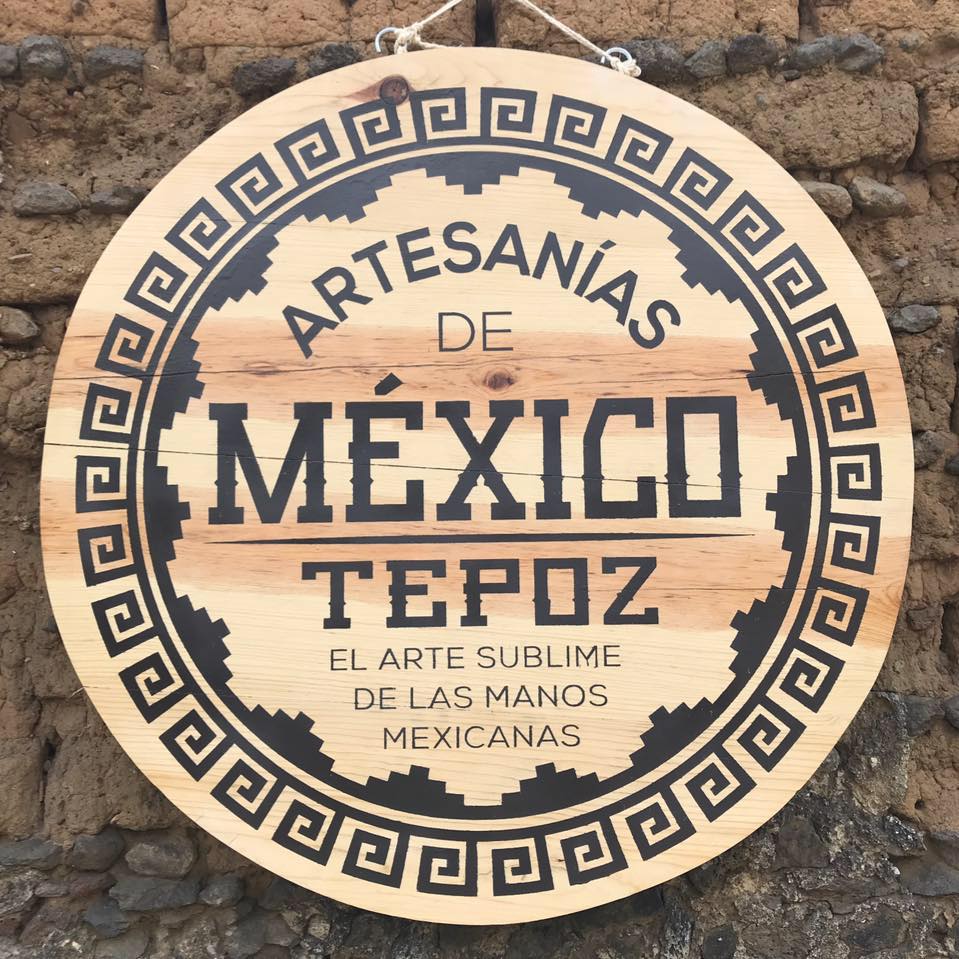 ARTESANÍAS
DE
MÉXICO
TEPOZ
EL ARTE SUBLIME
DE LAS MANOS
MEXICANAS